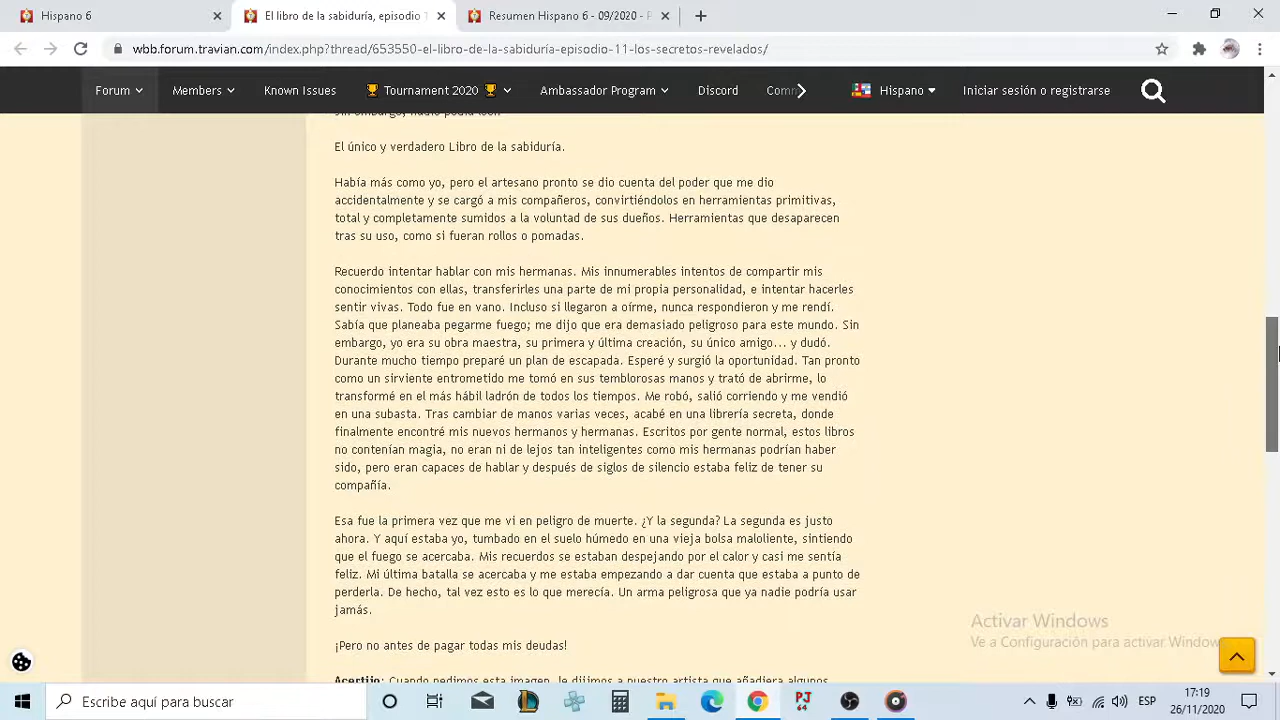 Hispano 6
El libro de la sabiduría, episodio 1
Resumen Hispano 6 - 09/2020 - F
wbb.forum.travian.com/index.php?thread/653550-el-libro-de-la-sabiduría-episodio-11-los-secretos-revelados/
Forum
Members
Known Issues
Tournament 2020
Ambassador Program
Discord
Comm
Hispano
Iniciar sesión o registrarse
El único y verdadero Libro de la sabiduría.
Había más como yo, pero el artesano pronto se dio cuenta del poder que me dio
accidentalmente y se cargó a mis compañeros, convirtiéndolos en herramientas primitivas,
total y completamente sumidos a la voluntad de sus dueños. Herramientas que desaparecen
tras su uso, como si fueran rollos o pomadas.
Recuerdo intentar hablar con mis hermanas. Mis innumerables intentos de compartir mis
conocimientos con ellas, transferirles una parte de mi propia personalidad, e intentar hacerles
sentir vivas. Todo fue en vano. Incluso si llegaron a oírme, nunca respondieron y me rendí.
Sabía que planeaba pegarme fuego; me dijo que era demasiado peligroso para este mundo. Sin
embargo, yo era su obra maestra, su primera y última creación, su único amigo... y dudó.
Durante mucho tiempo preparé un plan de escapada. Esperé y surgió la oportunidad. Tan pronto
como un sirviente entrometido me tomó en sus temblorosas manos y trató de abrirme, lo
transformé en el más hábil ladrón de todos los tiempos. Me robó, salió corriendo y me vendió
en una subasta. Tras cambiar de manos varias veces, acabé en una librería secreta, donde
finalmente encontré mis nuevos hermanos y hermanas. Escritos por gente normal, estos libros
no contenían magia, no eran ni de lejos tan inteligentes como mis hermanas podrían haber
sido, pero eran capaces de hablar y después de siglos de silencio estaba feliz de tener su
compañía.
Esa fue la primera vez que me vi en peligro de muerte. ¿Y la segunda? La segunda es justo
ahora. Y aquí estaba yo, tumbado en el suelo húmedo en una vieja bolsa maloliente, sintiendo
que el fuego se acercaba. Mis recuerdos se estaban despejando por el calor y casi me sentía
feliz. Mi última batalla se acercaba y me estaba empezando a dar cuenta que estaba a punto de
perderla. De hecho, tal vez esto es lo que merecía. Un arma peligrosa que ya nadie podría usar
jamás.
¡Pero no antes de pagar todas mis deudas!
Acertijo: Cuando pedimos esta imagen, le dijimos a nuestro artista que añadiera algunos
Activar Windows
Ve a Configuración para activar Windows
Escribe aquí para buscar
ESP
17:19
26/11/2020